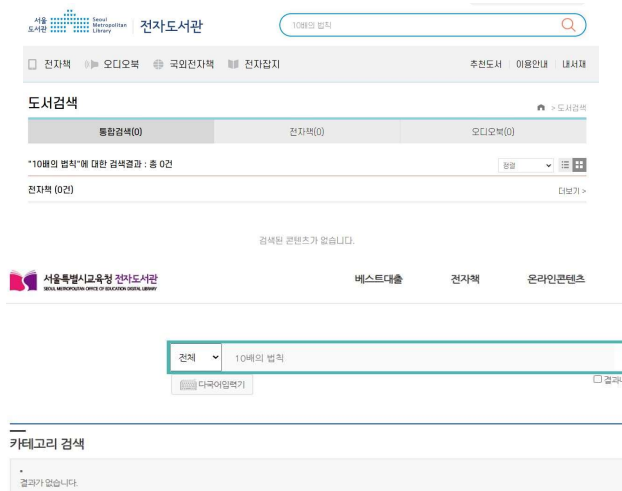 서울
도서관
Seoul
Metropolitan
Library
전자도서관
10배의 법칙
전자책 오디오북 국외전자책 전자잡지 추천도서 이용안내 내서재
도서검색
> 도서검색
통합검색(0) 전자책(0) 오디오북(0)
"10배의 법칙"에 대한 검색결과 : 총 0건
정렬
전자책 (0건) 더보기 >
검색된 콘텐츠가 없습니다.
서울특별시교육청 전자도서관 베스트대출 전자책 온라인콘텐츠
SEOUL METROPOLITAN OFFICE OF EDUCATION DIGITAL LIBRARY
전체 10배의 법칙
다국어입력기
카테고리 검색
결과가 없습니다.